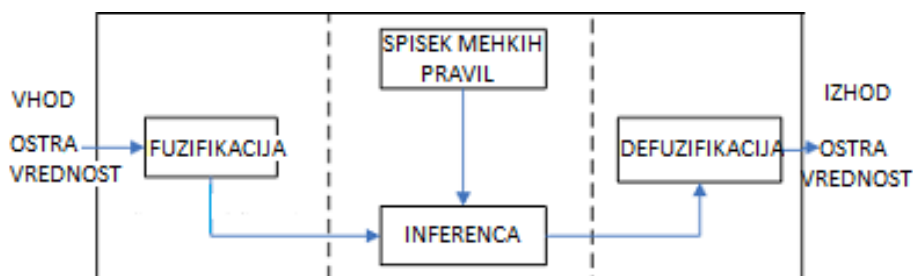 SPISEK MEHKIH
PRAVIL
VHOD
OSTRA
VREDNOST
FUZIFIKACIJA
INFERENCA
DEFUZIFIKACIJA
IZHOD
OSTRA
VREDNOST